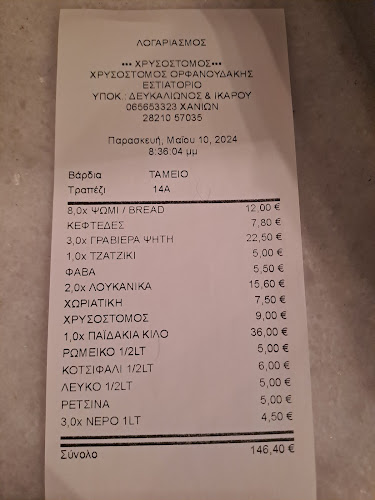 ΛΟΓΑΡΙΑΣΜΟΣ
••• ΧΡΥΣΟΣΤΟΜΟΣ•••
ΧΡΥΣΟΣΤΟΜΟΣ ΟΡΦΑΝΟΥΔΑΚΗΣ
ΕΣΤΙΑΤΟΡΙΟ
ΥΠΟΚ.: ΔΕΥΚΑΛΙΩΝΟΣ & ΙΚΑΡΟΥ
065653323 ΧΑΝΙΩΝ
28210 57035
Παρασκευή, Μαΐου 10, 2024
8:36:04 μμ
Βάρδια ΤΑΜΕΙΟ
Τραπέζι 14Α
8,0x ΨΩΜΙ / BREAD 12,00 €
ΚΕΦΤΕΔΕΣ 7,80 €
3,0x ΓΡΑΒΙΕΡΑ ΨΗΤΗ 22,50 €
1,0x ΤΖΑΤΖΙΚΙ 5,00 €
ΦΑΒΑ 5,50 €
2,0x ΛΟΥΚΑΝΙΚΑ 15,60 €
ΧΩΡΙΑΤΙΚΗ 7,50 €
ΧΡΥΣΟΣΤΟΜΟΣ 9,00 €
1,0x ΠΑΪΔΑΚΙΑ ΚΙΛΟ 36,00 €
ΡΩΜΕΙΚΟ 1/2LT 5,00 €
ΚΟΤΣΙΦΑΛΙ 1/2LT 6,00 €
ΛΕΥΚΟ 1/2LT 5,00 €
ΡΕΤΣΙΝΑ 5,00 €
3,0x ΝΕΡΟ 1LT 4,50 €
Σύνολο 146,40 €